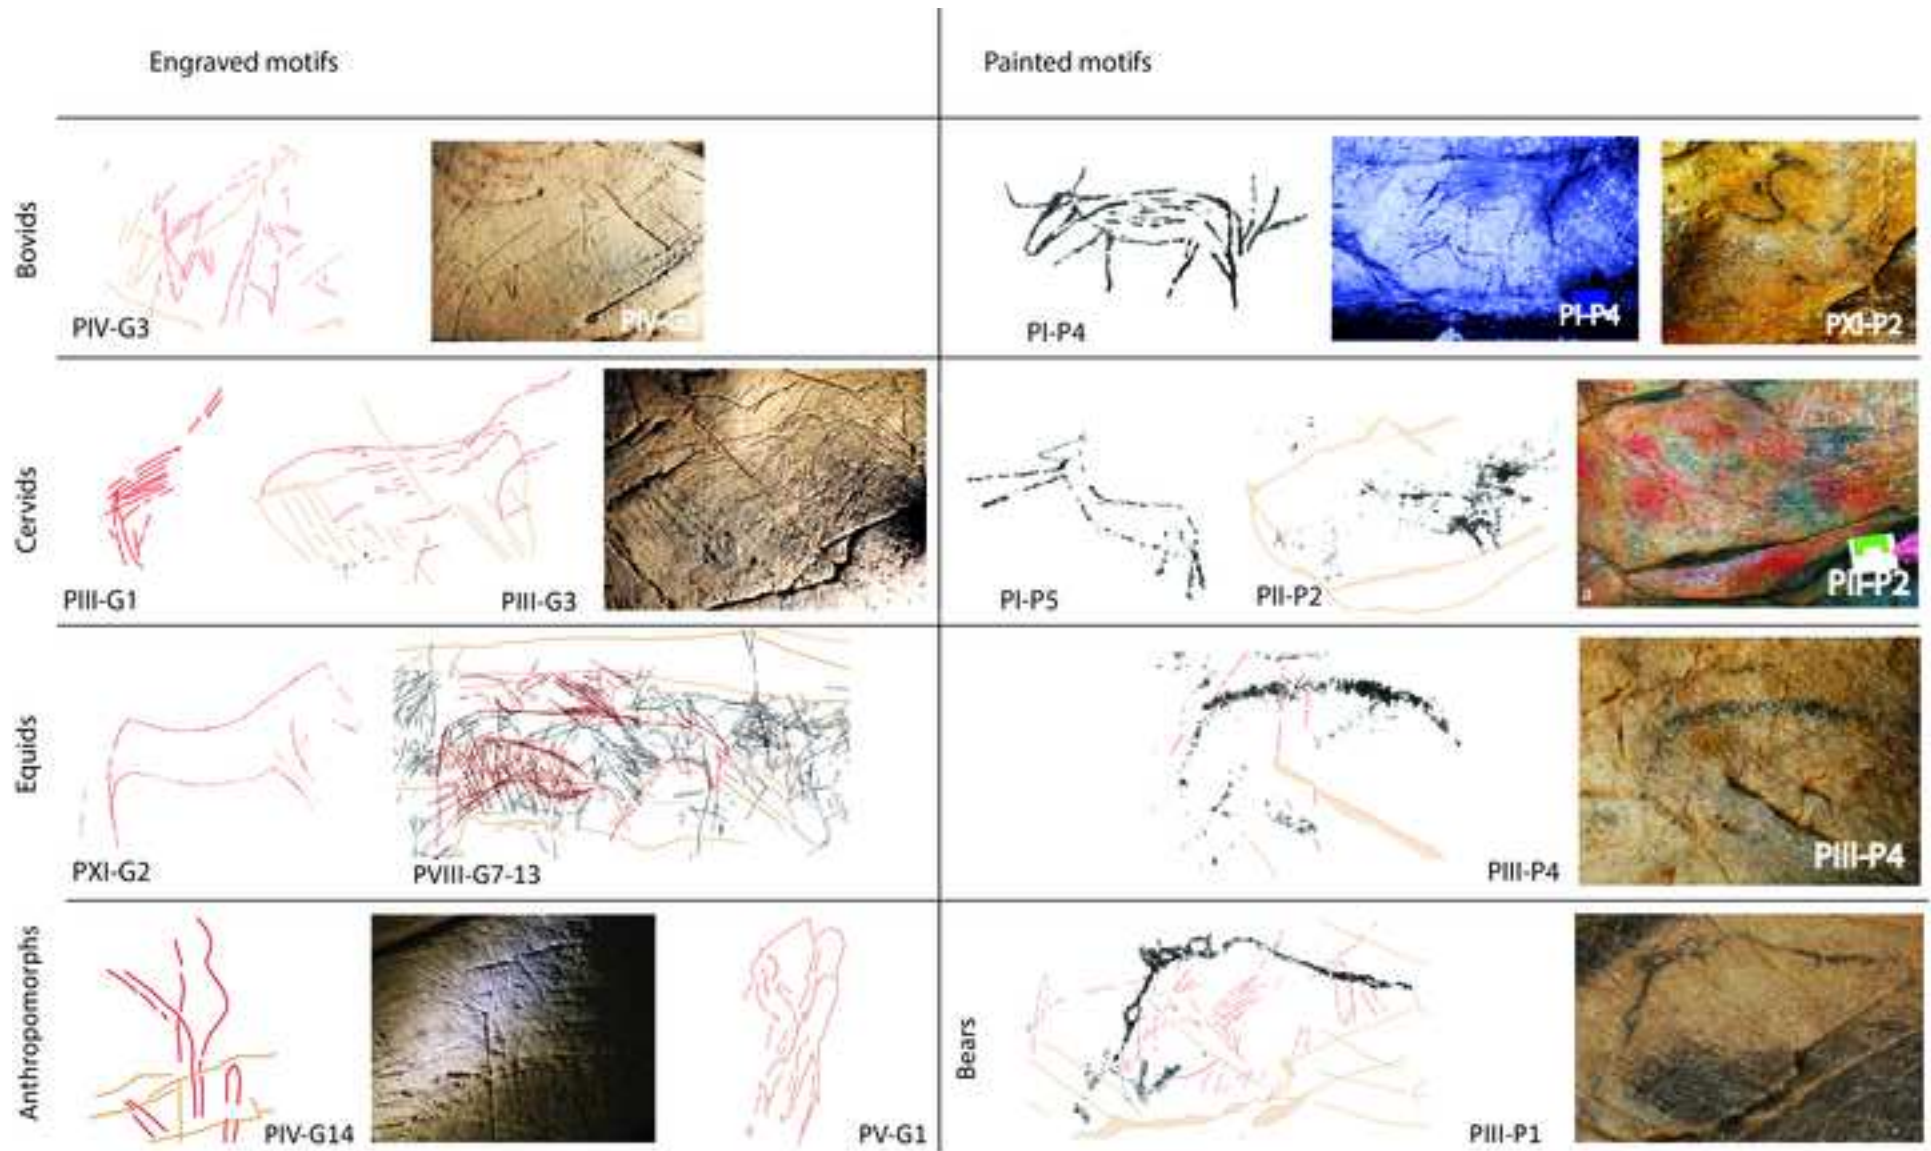 Engraved motifs
Painted motifs
Bovids
PIV-G3
PIV-G3
PI-P4
PI-P4
PXI-P2
Cervids
PIII-G1
PIII-G3
PI-P5
PII-P2
PII-P2
Equids
PXI-G2
PVIII-G7-13
PIII-P4
PIII-P4
Anthropomorphs
PIV-G14
PV-G1
Bears
PIII-P1